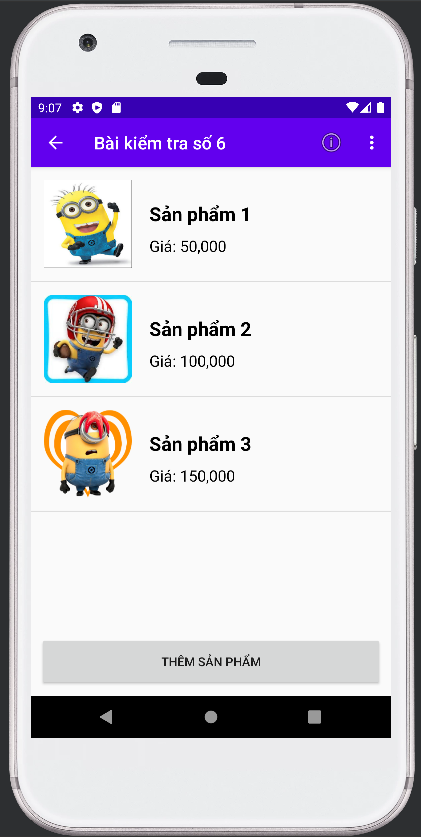 9:07
Bài kiểm tra số 6
Sản phẩm 1
Giá: 50,000
Sản phẩm 2
Giá: 100,000
Sản phẩm 3
Giá: 150,000
THÊM SẢN PHẨM